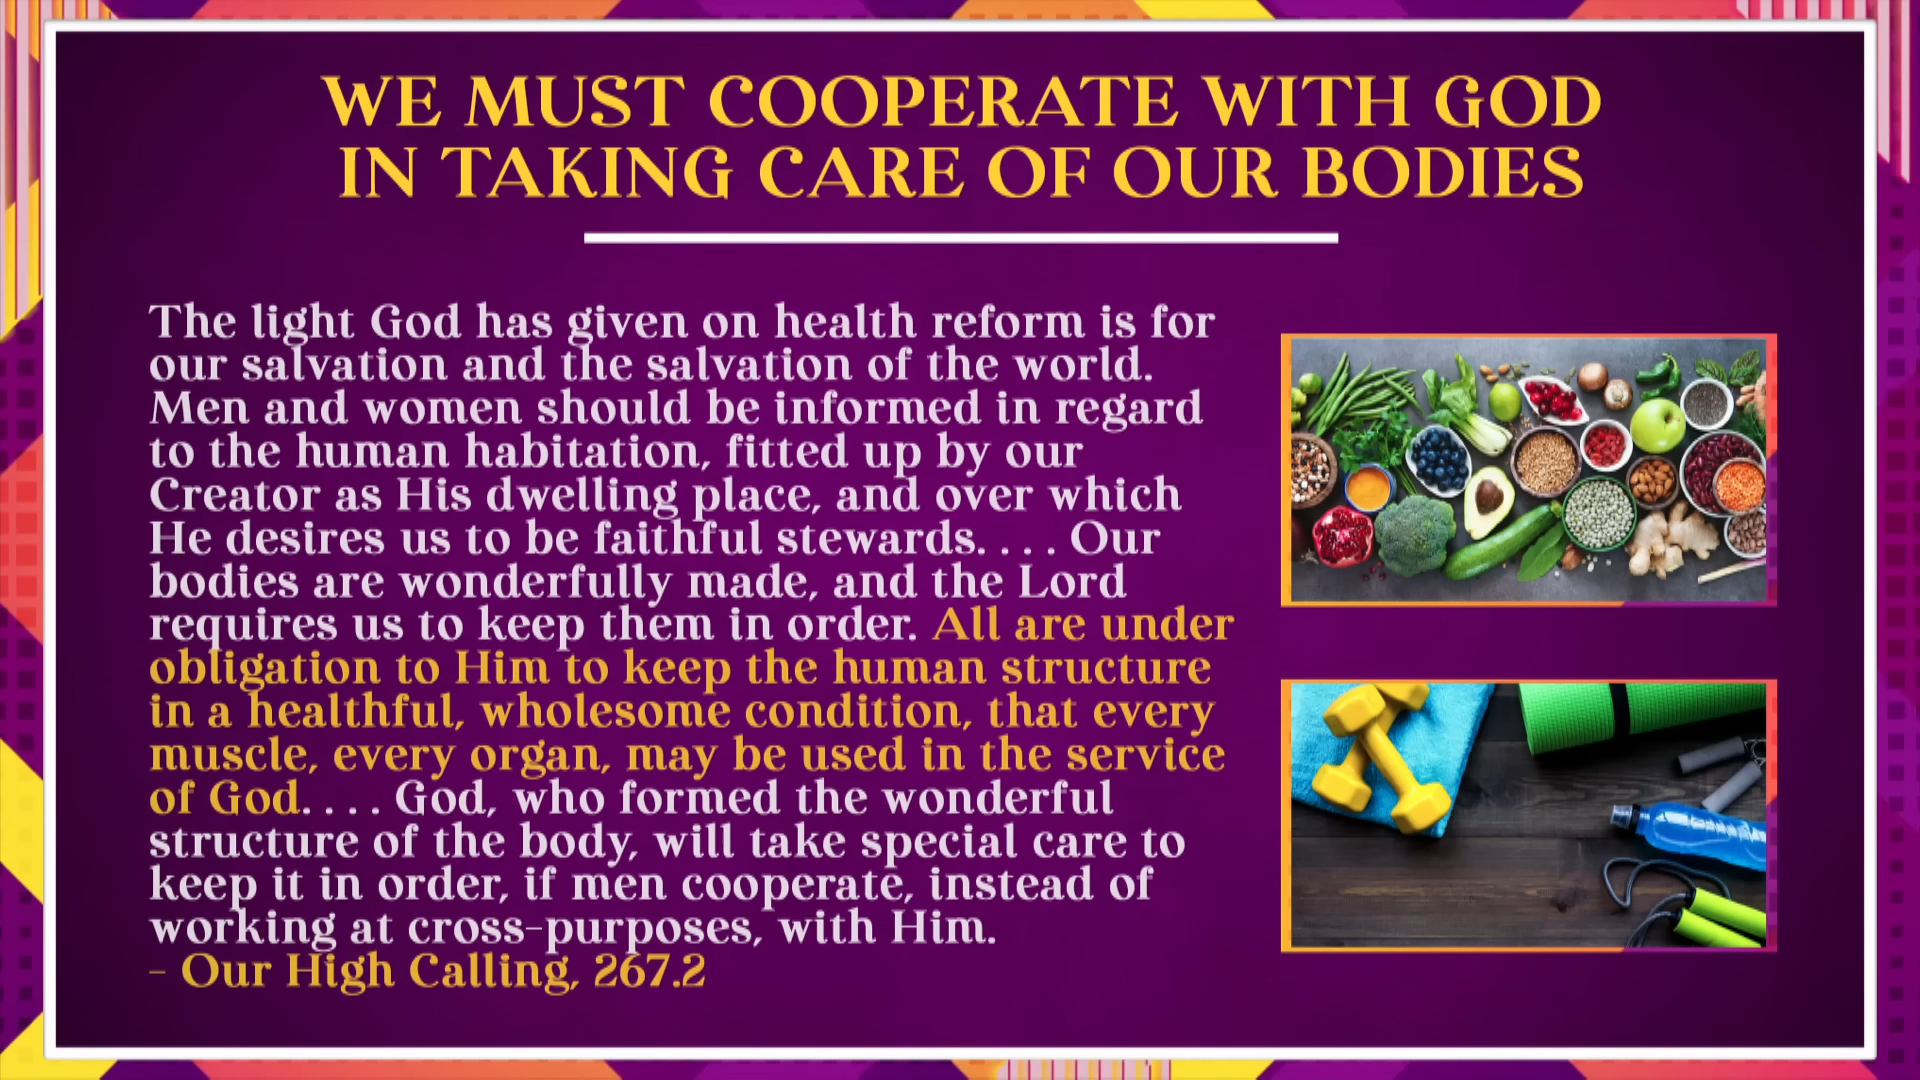 WE MUST COOPERATE WITH GOD
IN TAKING CARE OF OUR BODIES
The light God has given on health reform is for
our salvation and the salvation of the world.
Men and women should be informed in regard
to the human habitation, fitted up by our
Creator as His dwelling place, and over which
He desires us to be faithful stewards. . . . Our
bodies are wonderfully made, and the Lord
requires us to keep them in order. All are under
obligation to Him to keep the human structure
in a healthful, wholesome condition, that every
muscle, every organ, may be used in the service
of God. . . . God, who formed the wonderful
structure of the body, will take special care to
keep it in order, if men cooperate, instead of
working at cross-purposes, with Him.
- Our High Calling, 267.2